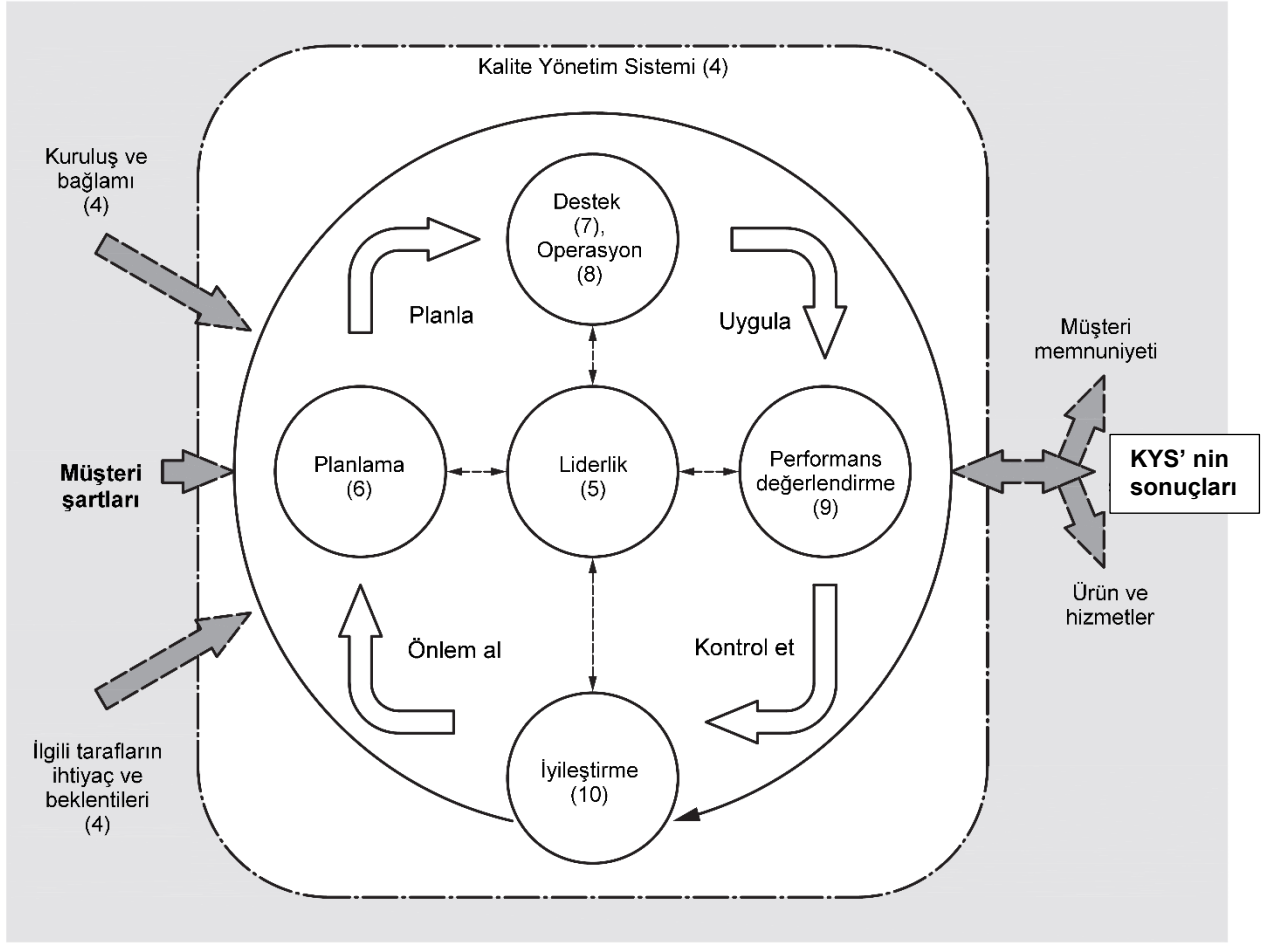 Kalite Yönetim Sistemi (4)
Kuruluş ve
bağlamı
(4)
Destek
(7),
Operasyon
(8)
Planla
Uygula
Müşteri
memnuniyeti
Müşteri
şartları
Planlama
(6)
Liderlik
(5)
Performans
değerlendirme
(9)
KYS’ nin
sonuçları
Ürün ve
hizmetler
Önlem al
Kontrol et
İlgili tarafların
ihtiyaç ve
beklentileri
(4)
İyileştirme
(10)